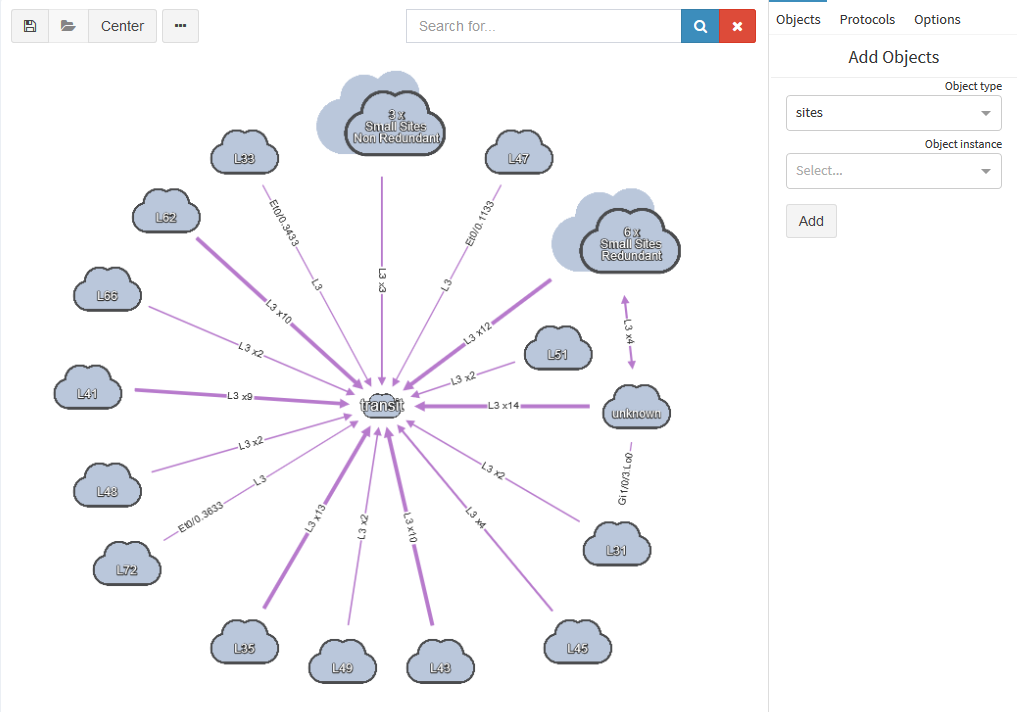 Center
Search for...
Objects
Protocols
Options
Add Objects
Object type
sites
Object instance
Select...
Add
3 x
Small Sites
Non Redundant
L33
L47
L62
6 x
Small Sites
Redundant
Et0/0.3433
L3
L3 x3
Et0/0.1133
L3
L66
L3 x10
L3 x12
L3 x4
L3 x2
L51
L3 x2
L41
L3 x9
transit
L3 x14
unknown
L3 x2
L48
L3
Et0/0.3633
L3 x2
Gi1/0/3:Lo0
L72
L3 x13
L3 x2
L3 x10
L3 x4
L31
L35
L49
L43
L45